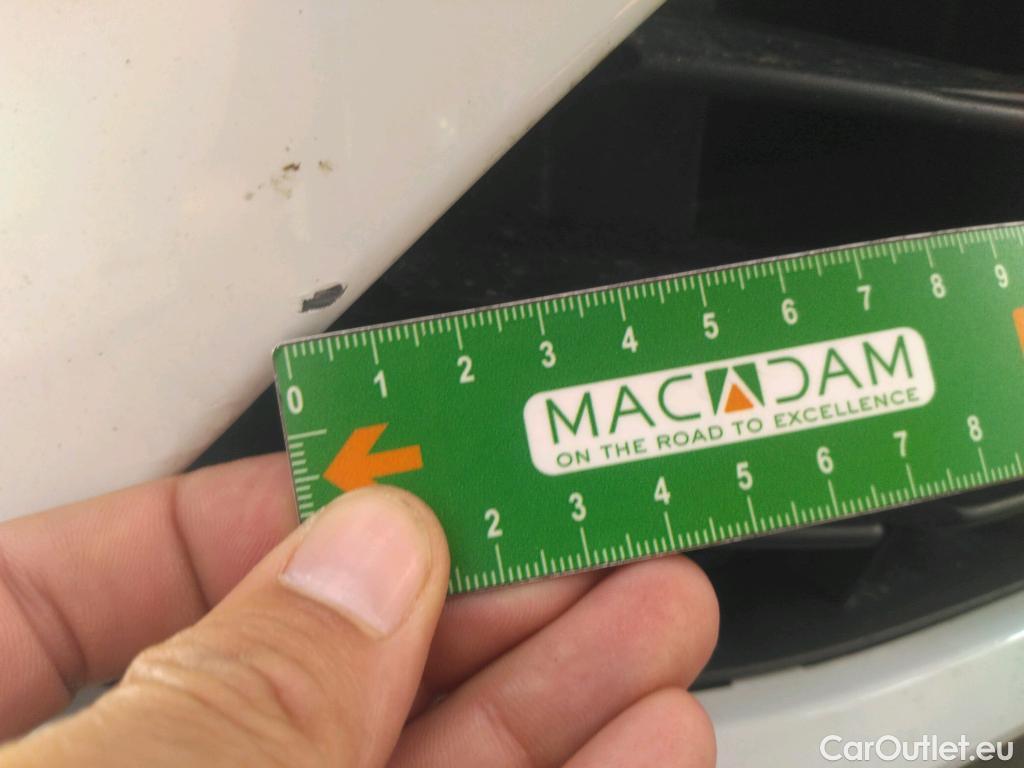 0 1 2 3 4 5 6 7 8 9
MACADAM
ON THE ROAD TO EXCELLENCE
2 3 4 5 6 7 8
CarOutlet.eu